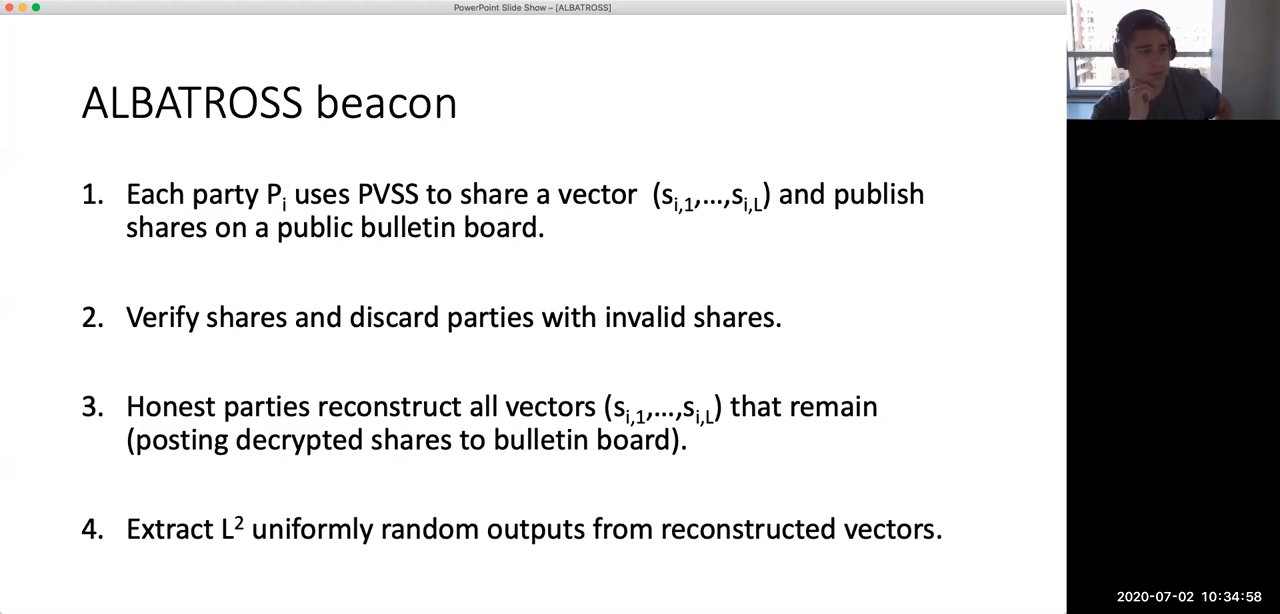 PowerPoint Slide Show – [ALBATROSS]
ALBATROSS beacon
1. Each party Pi uses PVSS to share a vector (si,1,...,si,L) and publish
shares on a public bulletin board.
2. Verify shares and discard parties with invalid shares.
3. Honest parties reconstruct all vectors (si,1,...,si,L) that remain
(posting decrypted shares to bulletin board).
4. Extract L² uniformly random outputs from reconstructed vectors.
2020-07-02 10:34:58